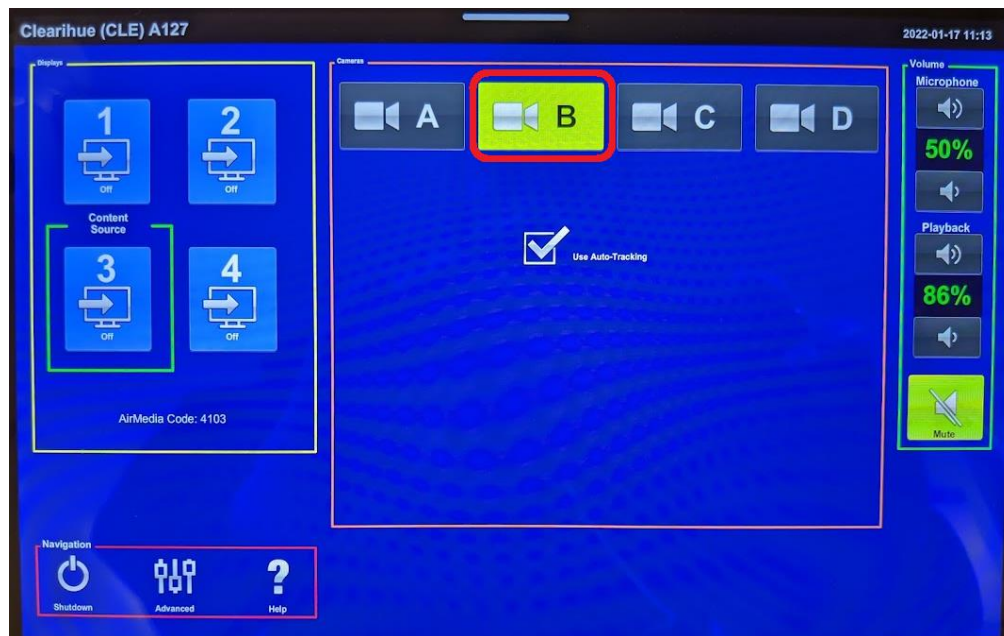 Clearihue (CLE) A127
2022-01-17 11:13
Displays
1
Off
2
Off
Content
Source
3
Off
4
Off
AirMedia Code: 4103
Cameras
A
B
C
D
Use Auto-Tracking
Volume
Microphone
50%
Playback
86%
Mute
Navigation
Shutdown
Advanced
?
Help